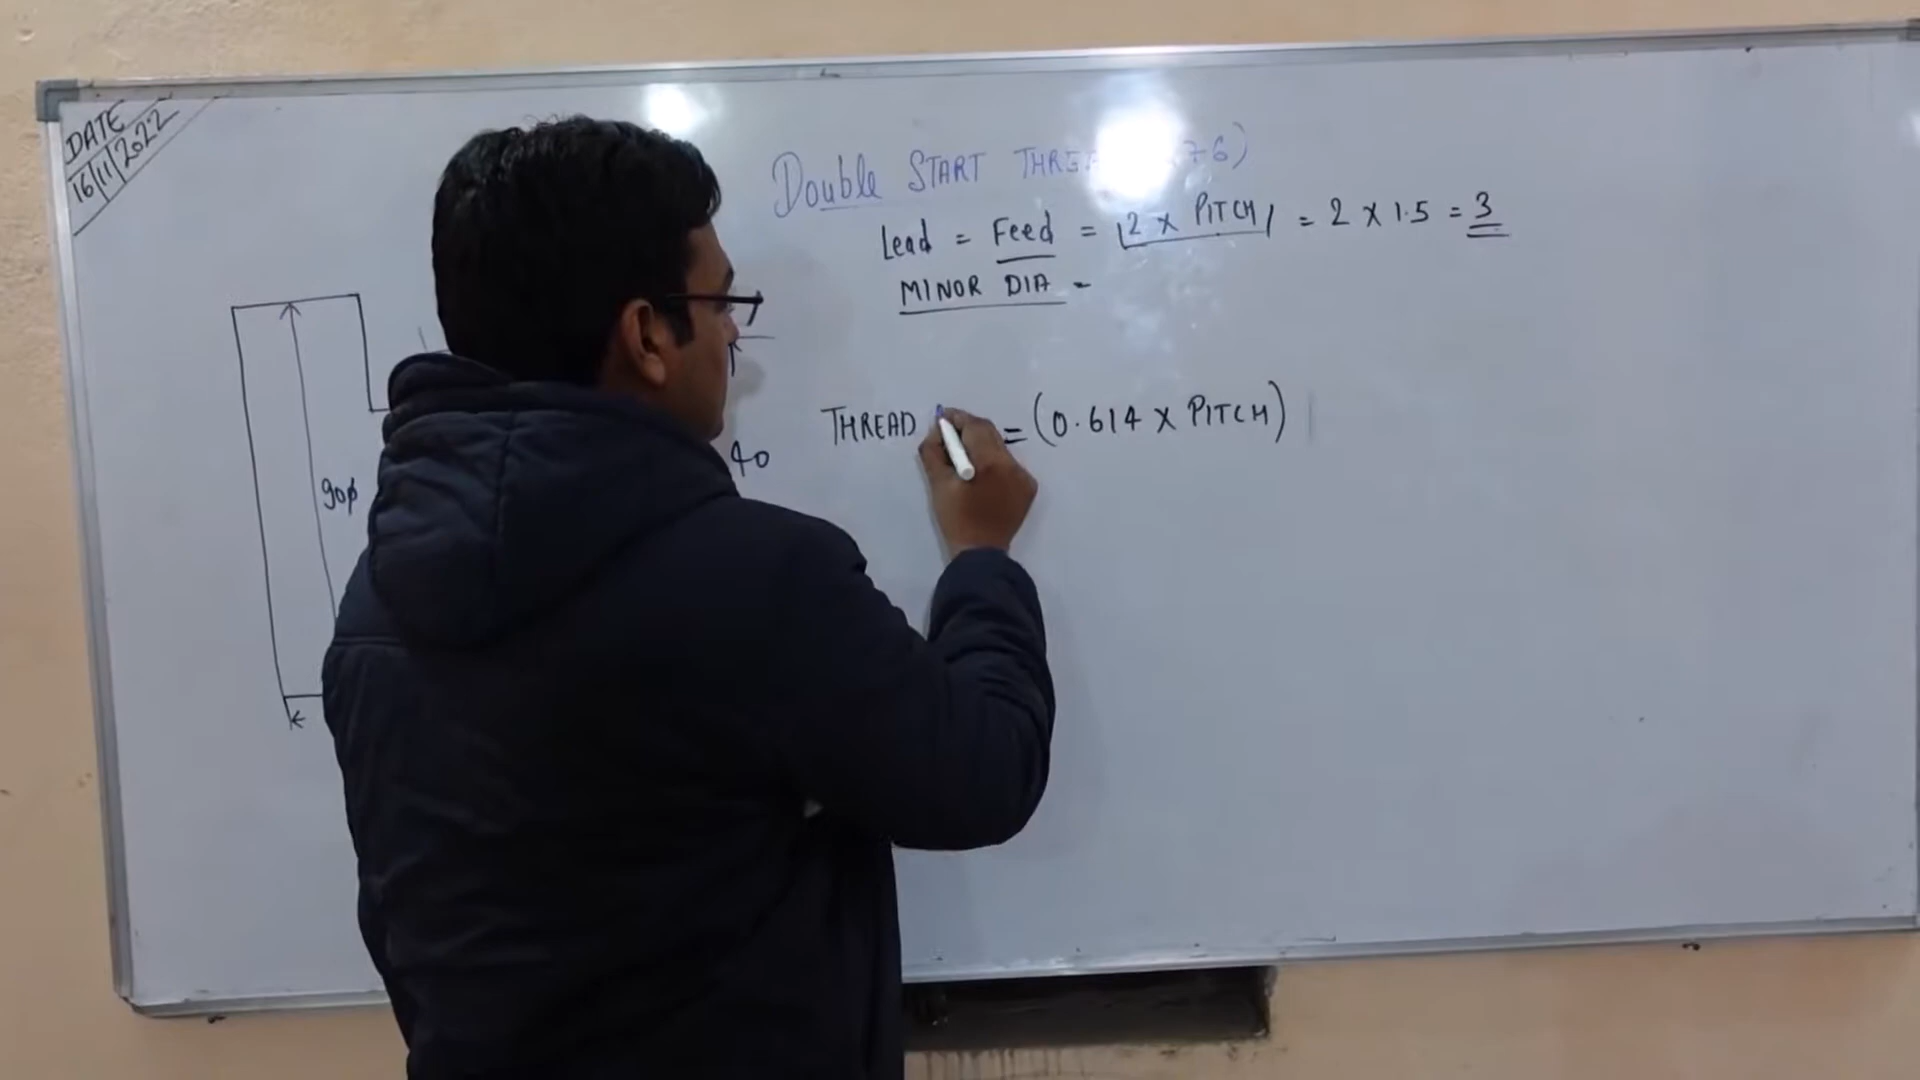 DATE
16/11/2022
Double START 76)
Lead = Feed = 2 x PITCH = 2 x 1.5 = 3
MINOR DIA -
THREAD = (0.614 x PITCH)
90φ
40